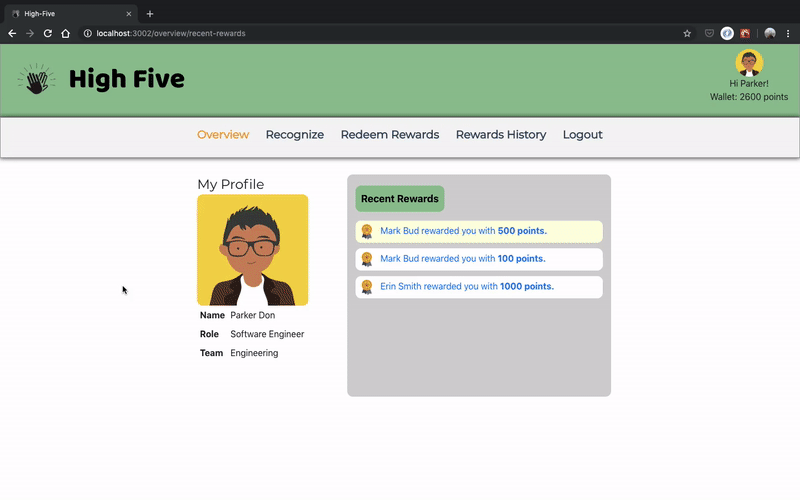 High-Five
localhost:3002/overview/recent-rewards
High Five
Hi Parker!
Wallet: 2600 points
Overview Recognize Redeem Rewards Rewards History Logout
My Profile
Name Parker Don
Role Software Engineer
Team Engineering
Recent Rewards
Mark Bud rewarded you with 500 points.
Mark Bud rewarded you with 100 points.
Erin Smith rewarded you with 1000 points.